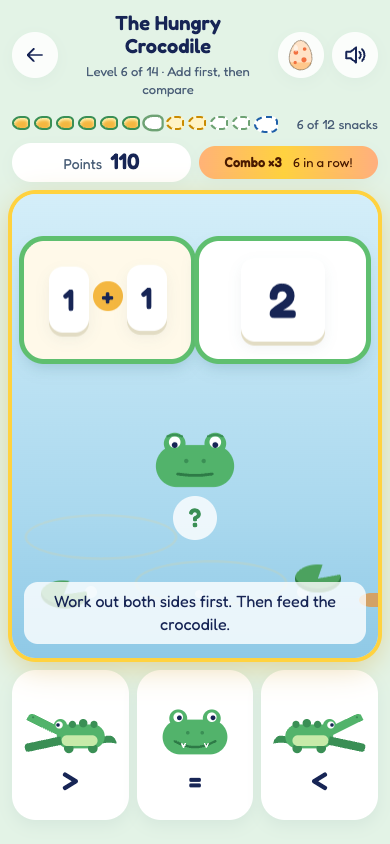 The Hungry
Crocodile
Level 6 of 14 · Add first, then
compare
6 of 12 snacks
Points 110
Combo ×3 6 in a row!
1 + 1
2
?
Work out both sides first. Then feed the
crocodile.
> = <